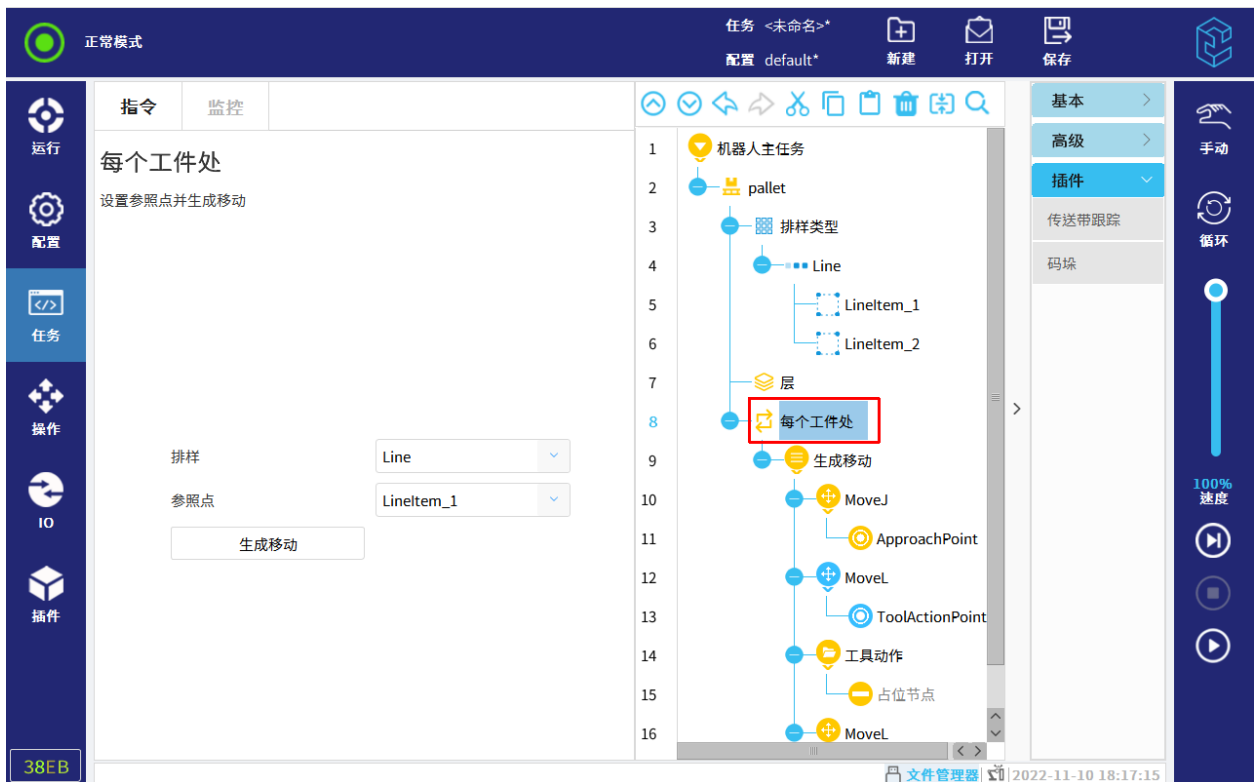 正常模式
任务 <未命名>*
配置 default*
新建
打开
保存
运行
配置
任务
操作
IO
插件
38EB
指令 监控
每个工件处
设置参照点并生成移动
排样 Line
参照点 LineItem_1
生成移动
1 机器人主任务
2 pallet
3 排样类型
4 Line
5 LineItem_1
6 LineItem_2
7 层
8 每个工件处
9 生成移动
10 MoveJ
11 ApproachPoint
12 MoveL
13 ToolActionPoint
14 工具动作
15 占位节点
16 MoveL
基本
高级
插件
传送带跟踪
码垛
手动
循环
100%
速度
文件管理器
2022-11-10 18:17:15